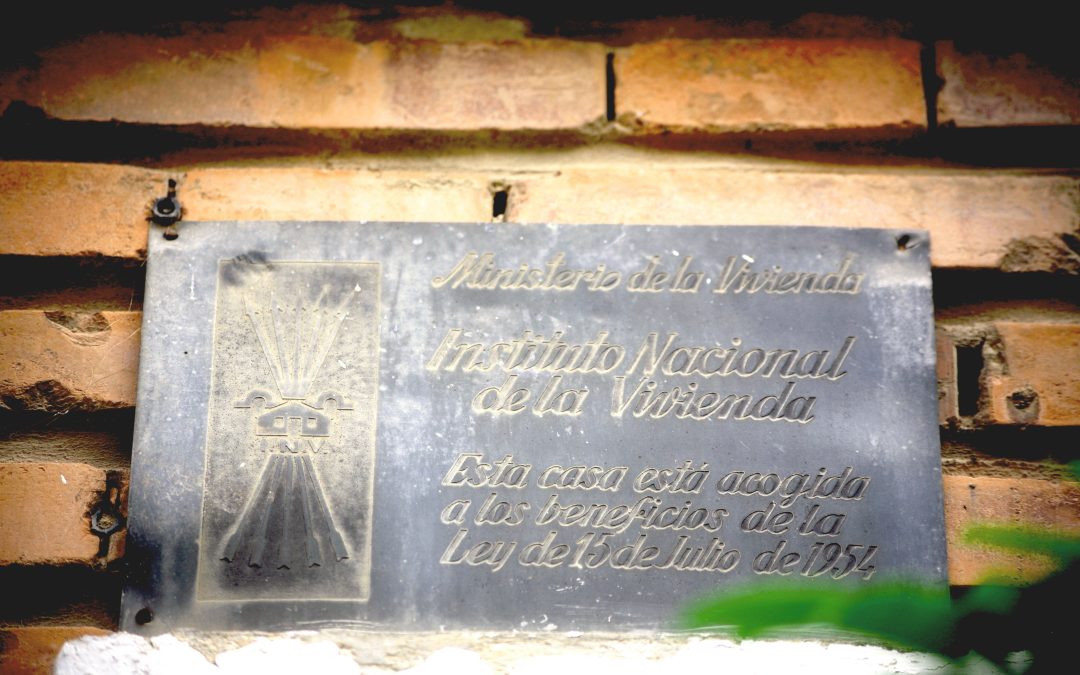 Ministerio de la Vivienda
Instituto Nacional
de la Vivienda
Esta casa está acogida
a los beneficios de la
Ley de 15 de Julio de 1954
I.N.V.